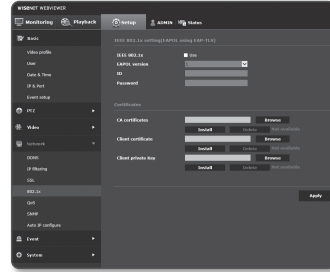 WISENET WEBVIEWER
Monitoring Playback Setup ADMIN Status
Basic
Video profile
User
Date & Time
IP & Port
Event setup
PTZ
Video
Network
DDNS
IP filtering
SSL
802.1x
QoS
SNMP
Auto IP configure
Event
System
IEEE 802.1x setting(EAPOL using EAP-TLS)
IEEE 802.1x Use
EAPOL version
ID
Password
Certificates
CA certificates Browse
Install Delete Not available
Client certificate Browse
Install Delete Not available
Client private Key Browse
Install Delete Not available
Apply